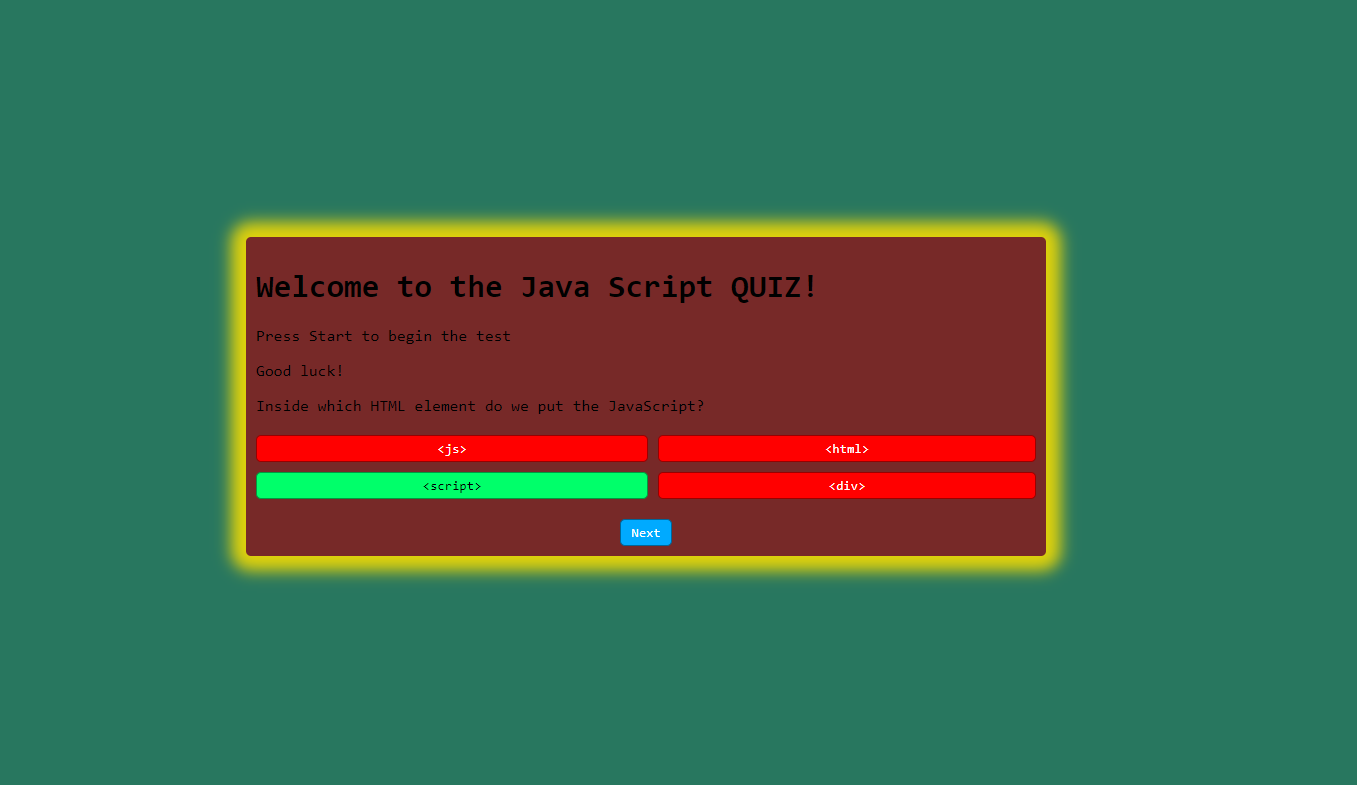 Welcome to the Java Script QUIZ!
Press Start to begin the test
Good luck!
Inside which HTML element do we put the JavaScript?
<js>
<html>
<script>
<div>
Next